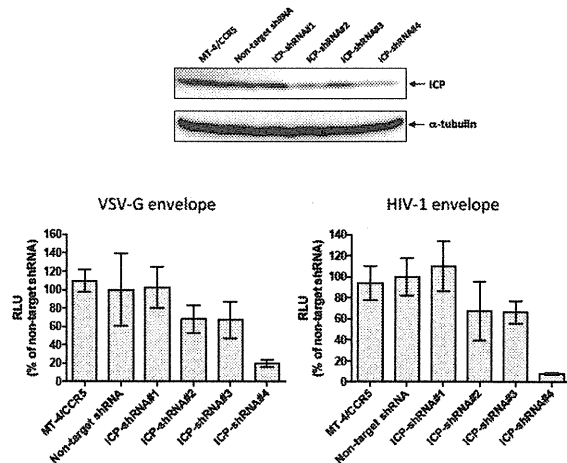 MT-4/CCR5
Non-target shRNA
ICP-shRNA#1
ICP-shRNA#2
ICP-shRNA#3
ICP-shRNA#4
ICP
α-tubulin
VSV-G envelope
RLU
(% of non-target shRNA)
160
140
120
100
80
60
40
20
0
MT-4/CCR5
Non-target shRNA
ICP-shRNA#1
ICP-shRNA#2
ICP-shRNA#3
ICP-shRNA#4
HIV-1 envelope
RLU
(% of non-target shRNA)
140
120
100
80
60
40
20
0
MT-4/CCR5
Non-target shRNA
ICP-shRNA#1
ICP-shRNA#2
ICP-shRNA#3
ICP-shRNA#4